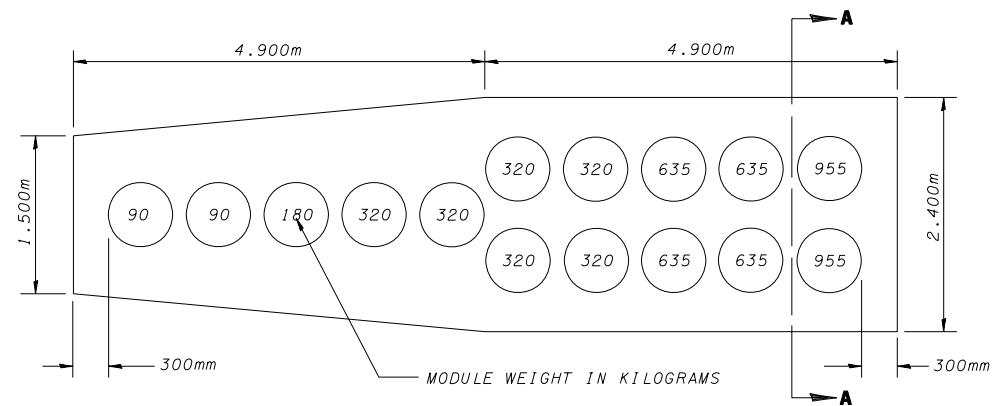 A
4.900m 4.900m
320 320 635 635 955
1.500m
90 90 180 320 320
2.400m
320 320 635 635 955
300mm
300mm
MODULE WEIGHT IN KILOGRAMS
A